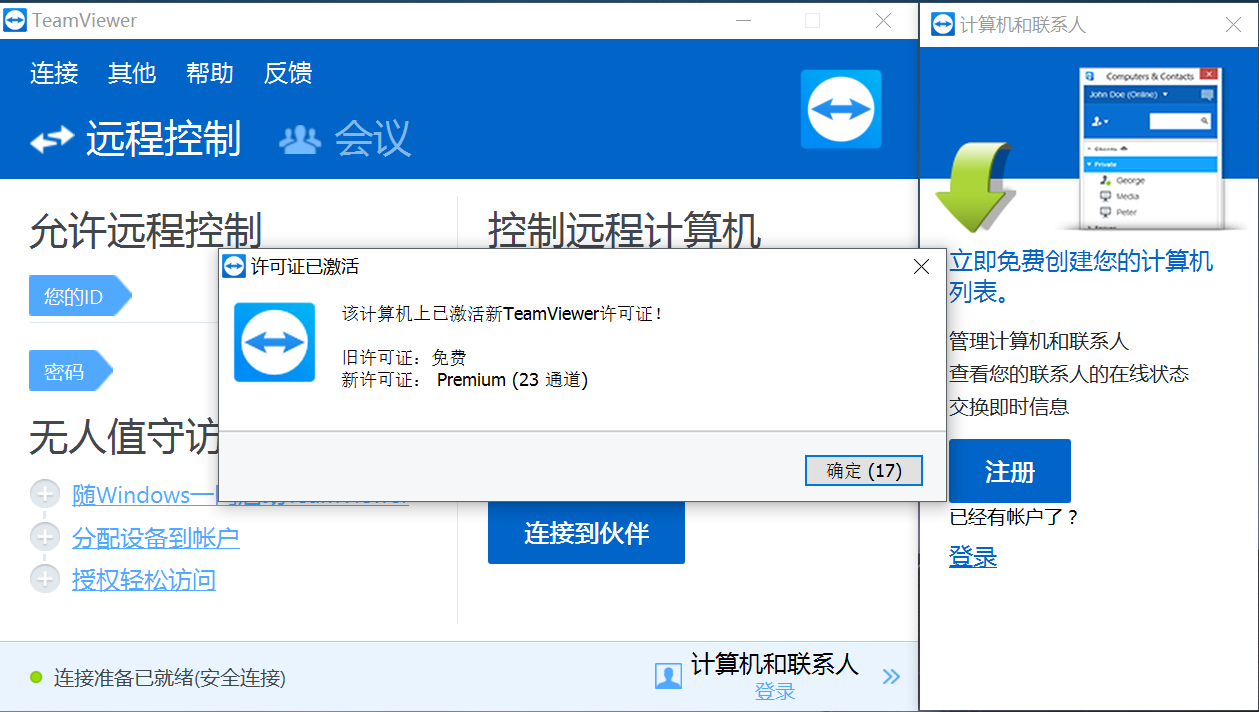 TeamViewer
连接 其他 帮助 反馈
远程控制 会议
允许远程控制
控制远程计算机
您的ID
密码
无人值守访
随Windows一
分配设备到帐户
授权轻松访问
许可证已激活
该计算机上已激活新TeamViewer许可证！
旧许可证：免费
新许可证： Premium (23 通道)
确定 (17)
连接到伙伴
连接准备已就绪(安全连接)
计算机和联系人
登录
计算机和联系人
Computers & Contacts
John Doe (Online)
Private
George
Media
Peter
立即免费创建您的计算机
列表。
管理计算机和联系人
查看您的联系人的在线状态
交换即时信息
注册
已经有帐户了？
登录